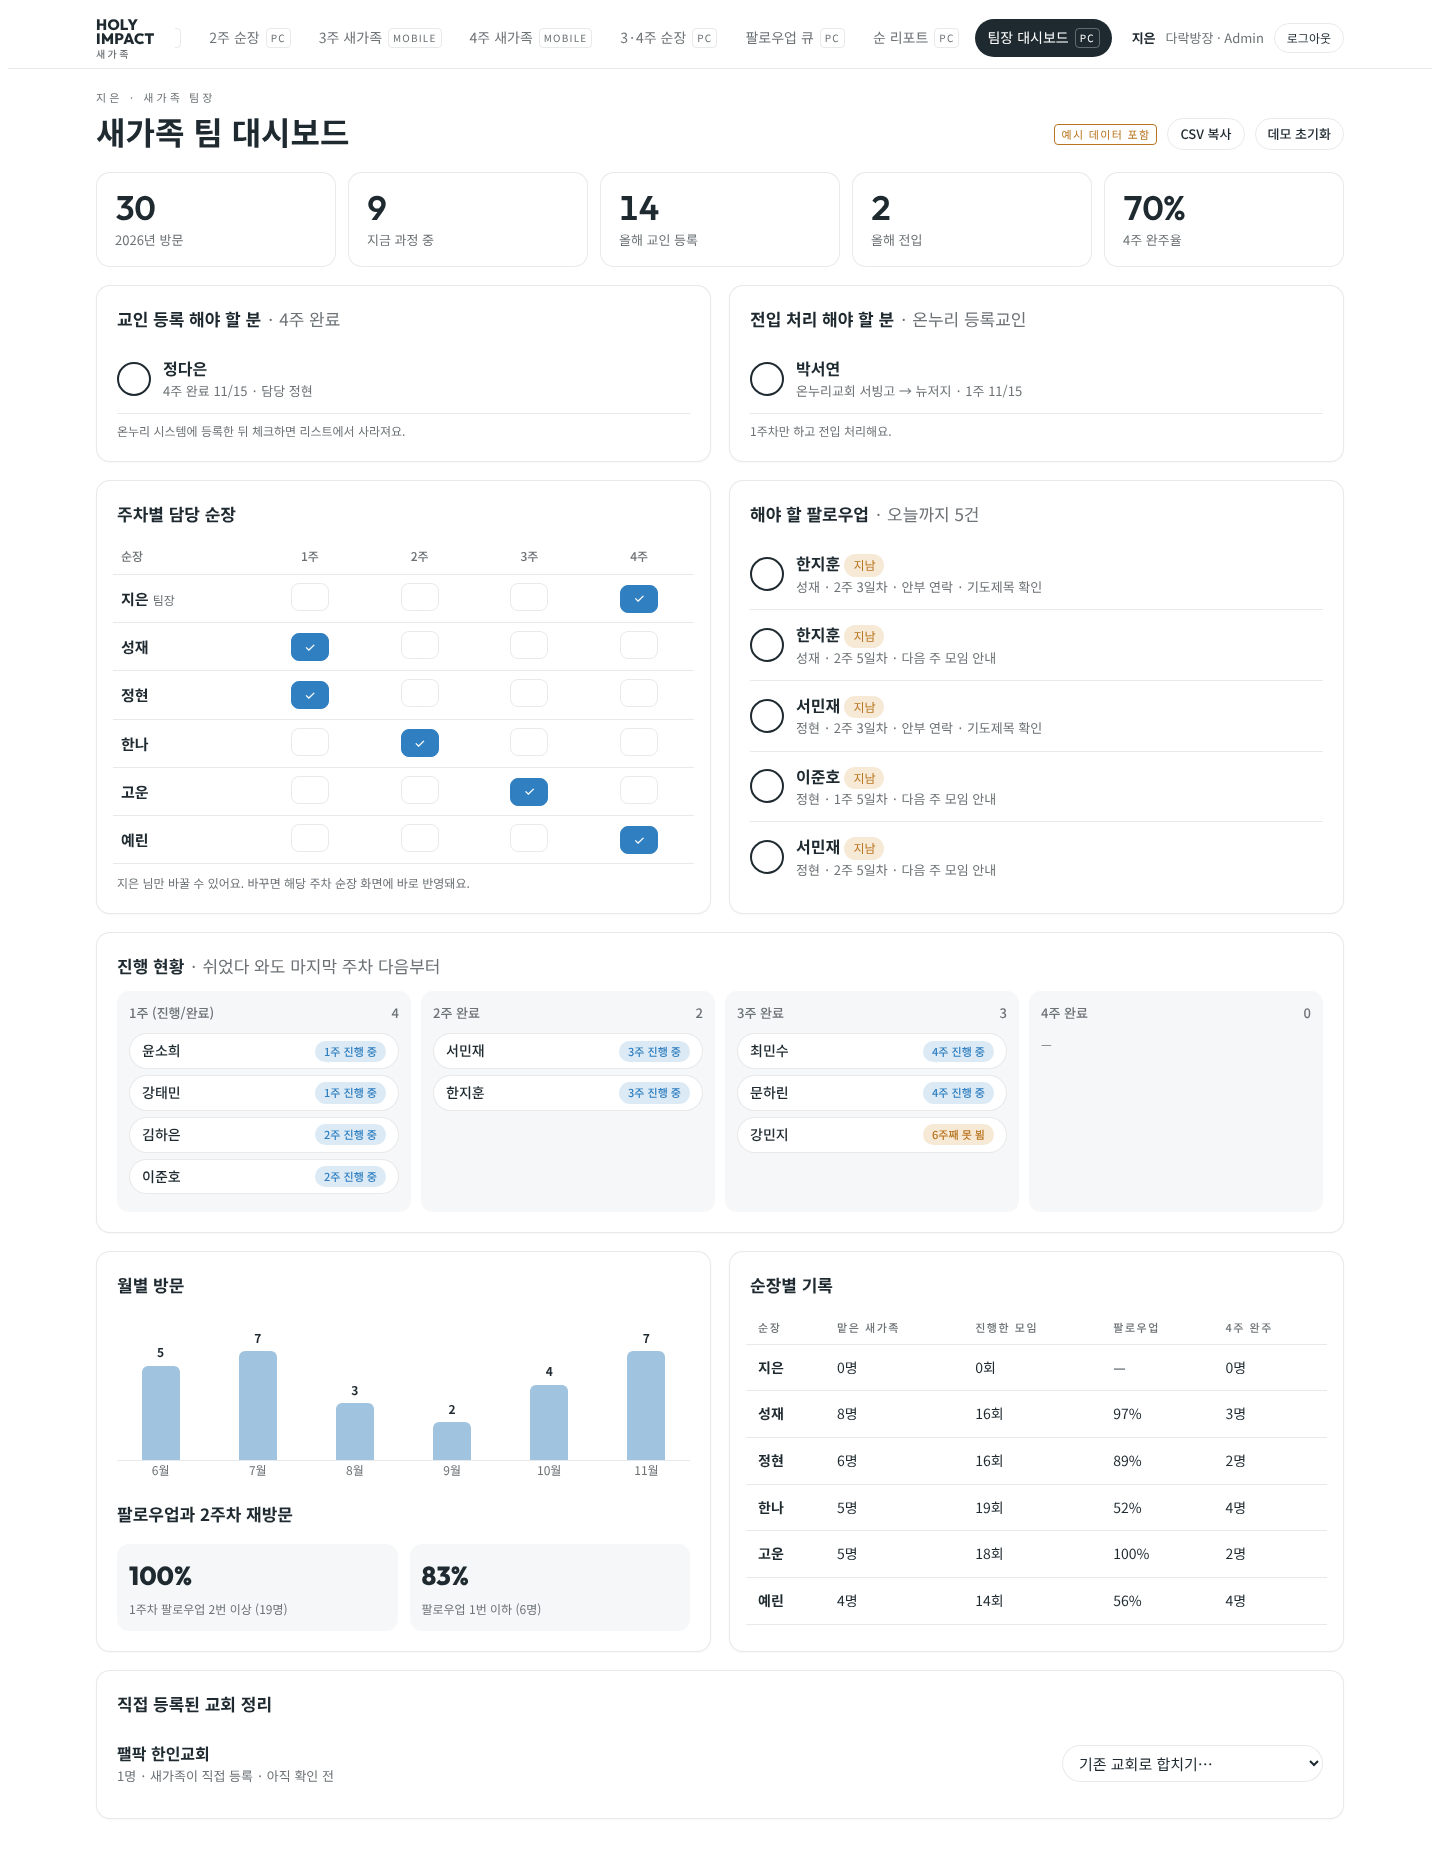 HOLY
IMPACT
새가족
2주 순장 PC
3주 새가족 MOBILE
4주 새가족 MOBILE
3·4주 순장 PC
팔로우업 큐 PC
순 리포트 PC
팀장 대시보드 PC
지은 다락방장 · Admin
로그아웃
지은 · 새가족 팀장
새가족 팀 대시보드
예시 데이터 포함
CSV 복사
데모 초기화
30
2026년 방문
9
지금 과정 중
14
올해 교인 등록
2
올해 전입
70%
4주 완주율
교인 등록 해야 할 분 · 4주 완료
정다은
4주 완료 11/15 · 담당 정현
온누리 시스템에 등록한 뒤 체크하면 리스트에서 사라져요.
전입 처리 해야 할 분 · 온누리 등록교인
박서연
온누리교회 서빙고 → 뉴저지 · 1주 11/15
1주차만 하고 전입 처리해요.
주차별 담당 순장
순장 1주 2주 3주 4주
지은 팀장 ✓
성재 ✓
정현 ✓
한나 ✓
고운 ✓
예린 ✓
지은 님만 바꿀 수 있어요. 바꾸면 해당 주차 순장 화면에 바로 반영돼요.
해야 할 팔로우업 · 오늘까지 5건
한지훈 지남
성재 · 2주 3일차 · 안부 연락 · 기도제목 확인
한지훈 지남
성재 · 2주 5일차 · 다음 주 모임 안내
서민재 지남
정현 · 2주 3일차 · 안부 연락 · 기도제목 확인
이준호 지남
정현 · 1주 5일차 · 다음 주 모임 안내
서민재 지남
정현 · 2주 5일차 · 다음 주 모임 안내
진행 현황 · 쉬었다 와도 마지막 주차 다음부터
1주 (진행/완료) 4
윤소희 1주 진행 중
강태민 1주 진행 중
김하은 2주 진행 중
이준호 2주 진행 중
2주 완료 2
서민재 3주 진행 중
한지훈 3주 진행 중
3주 완료 3
최민수 4주 진행 중
문하린 4주 진행 중
강민지 6주째 못 뵘
4주 완료 0
—
월별 방문
5 7 3 2 4 7
6월 7월 8월 9월 10월 11월
팔로우업과 2주차 재방문
100%
1주차 팔로우업 2번 이상 (19명)
83%
팔로우업 1번 이하 (6명)
순장별 기록
순장 맡은 새가족 진행한 모임 팔로우업 4주 완주
지은 0명 0회 — 0명
성재 8명 16회 97% 3명
정현 6명 16회 89% 2명
한나 5명 19회 52% 4명
고운 5명 18회 100% 2명
예린 4명 14회 56% 4명
직접 등록된 교회 정리
팰팍 한인교회
1명 · 새가족이 직접 등록 · 아직 확인 전
기존 교회로 합치기…